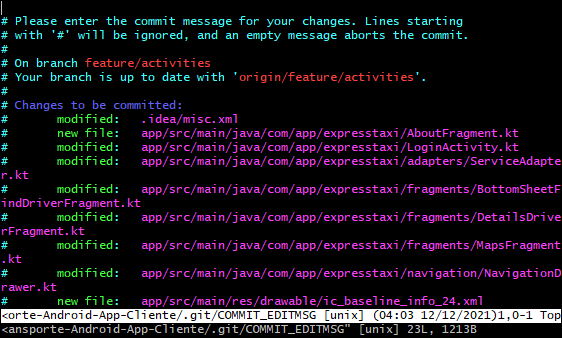 # Please enter the commit message for your changes. Lines starting
# with '#' will be ignored, and an empty message aborts the commit.
#
# On branch feature/activities
# Your branch is up to date with 'origin/feature/activities'.
#
# Changes to be committed:
#       modified:   .idea/misc.xml
#       new file:   app/src/main/java/com/app/expresstaxi/AboutFragment.kt
#       modified:   app/src/main/java/com/app/expresstaxi/LoginActivity.kt
#       modified:   app/src/main/java/com/app/expresstaxi/adapters/ServiceAdapte
r.kt
#       modified:   app/src/main/java/com/app/expresstaxi/fragments/BottomSheetF
indDriverFragment.kt
#       modified:   app/src/main/java/com/app/expresstaxi/fragments/DetailsDrive
rFragment.kt
#       modified:   app/src/main/java/com/app/expresstaxi/fragments/MapsFragment
.kt
#       modified:   app/src/main/java/com/app/expresstaxi/navigation/NavigationD
rawer.kt
#       new file:   app/src/main/res/drawable/ic_baseline_info_24.xml
<orte-Android-App-Cliente/.git/COMMIT_EDITMSG [unix] (04:03 12/12/2021)1,0-1 Top
<ansporte-Android-App-Cliente/.git/COMMIT_EDITMSG" [unix] 23L, 1213B